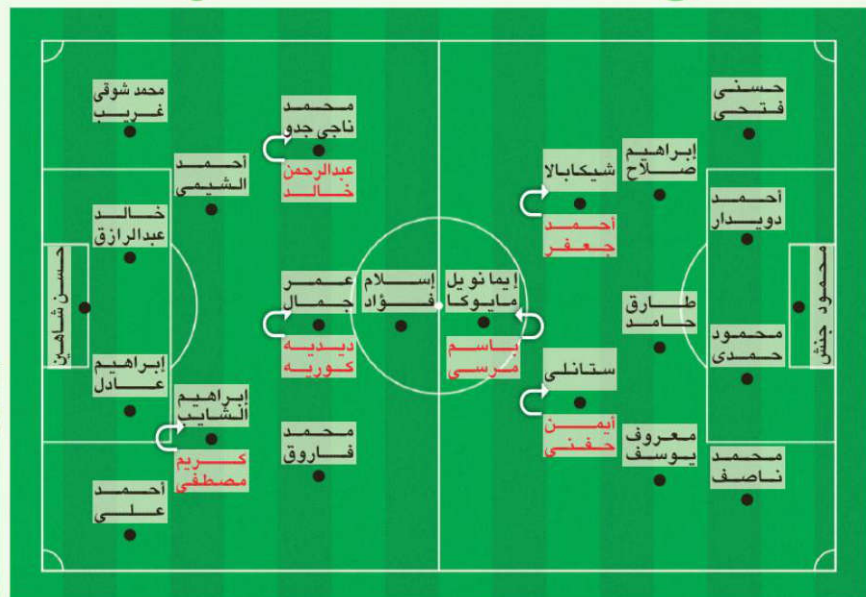 حسنى
فتحى
أحمد
دويدار
محمود
حمدى
محمد
ناصف
محمود جنش
إبراهيم
صلاح
طارق
حامد
معروف
يوسف
شيكابالا
أحمد
جعفر
ستانلى
أيمن
حفنى
إيمانويل
مايوكا
باسم
مرسى
إسلام
فؤاد
محمد
ناجى جدو
عبدالرحمن
خالد
عمر
جمال
ديديه
كوريه
محمد
فاروق
أحمد
الشيمى
إبراهيم
الشايب
كريم
مصطفى
محمد شوقى
غريب
خالد
عبدالرازق
إبراهيم
عادل
أحمد
على
حسن شاهين